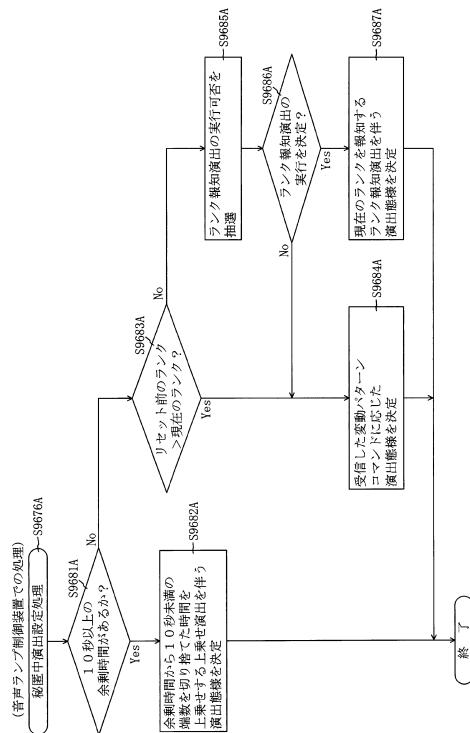 (音声ランプ制御装置での処理)
秘匿中演出設定処理
S9676A
S9681A
10秒以上の
余剰時間があるか?
No
Yes
S9682A
余剰時間から10秒未満の
端数を切り捨てた時間を
上乗せする上乗せ演出を伴う
演出態様を決定
S9683A
リセット前のランク
>現在のランク?
No
Yes
S9684A
受信した変動パターン
コマンドに応じた
演出態様を決定
S9685A
ランク報知演出の実行可否を
抽選
S9686A
ランク報知演出の
実行を決定?
No
Yes
S9687A
現在のランクを報知する
ランク報知演出を伴う
演出態様を決定
終 了